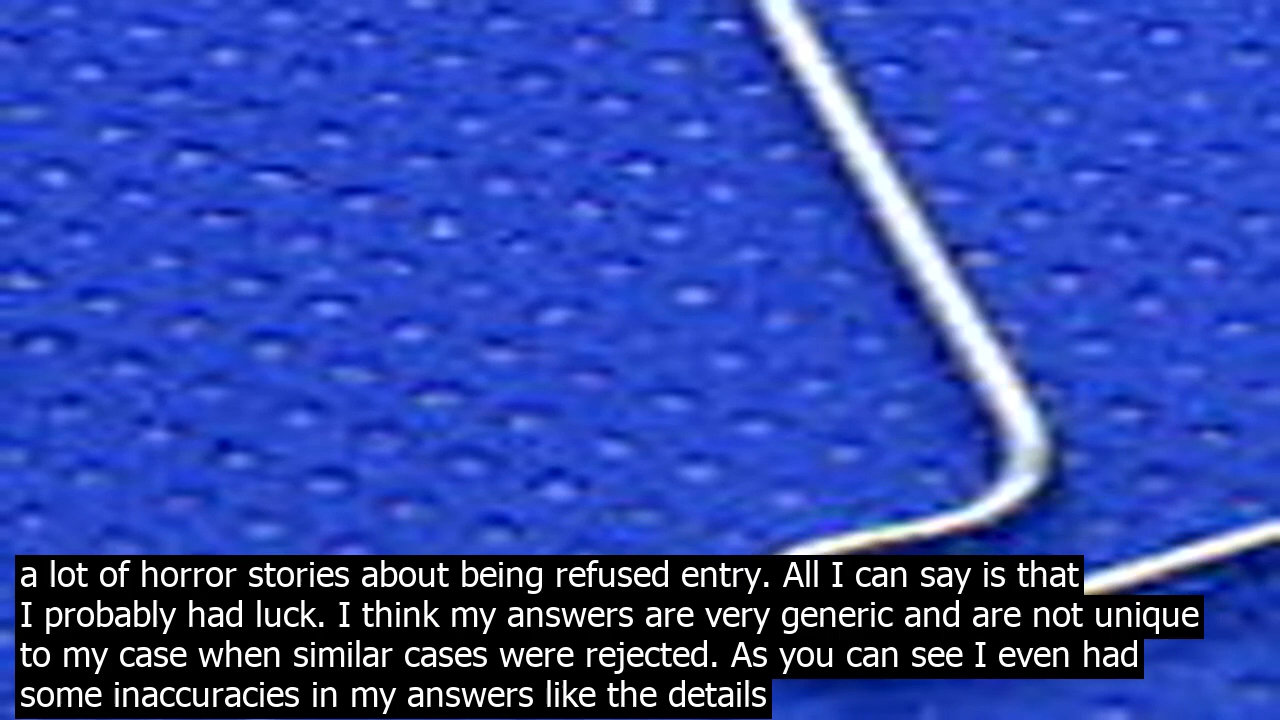 a lot of horror stories about being refused entry. All I can say is that
I probably had luck. I think my answers are very generic and are not unique
to my case when similar cases were rejected. As you can see I even had
some inaccuracies in my answers like the details